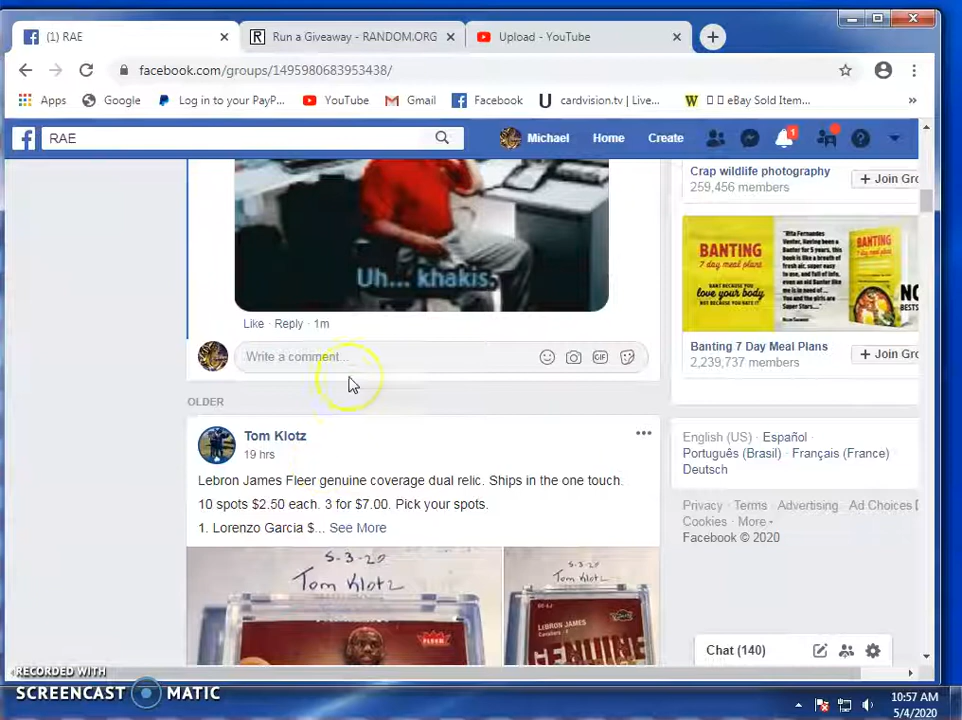 (1) RAE
Run a Giveaway - RANDOM.ORG
Upload - YouTube
facebook.com/groups/1495980683953438/
Apps
Google
Log in to your PayP...
YouTube
Gmail
Facebook
cardvision.tv | Live...
eBay Sold Item...
»
RAE
Michael
Home
Create
1
Uh... khakis.
Like · Reply · 1m
Write a comment...
GIF
OLDER
Tom Klotz
19 hrs
Lebron James Fleer genuine coverage dual relic. Ships in the one touch.
10 spots $2.50 each. 3 for $7.00. Pick your spots.
1. Lorenzo Garcia $... See More
5-3-20
Tom Klotz
5-3-20
Tom Klotz
Fleer
LEBRON JAMES
GENUINE
Crap wildlife photography
259,456 members
+ Join Gro
BANTING
7 day meal plans
BANTING
Banting 7 Day Meal Plans
2,239,737 members
+ Join Gro
English (US) · Español ·
Português (Brasil) · Français (France) ·
Deutsch
Privacy · Terms · Advertising · Ad Choices
Cookies · More
Facebook © 2020
Chat (140)
RECORDED WITH
SCREENCAST MATIC
10:57 AM
5/4/2020